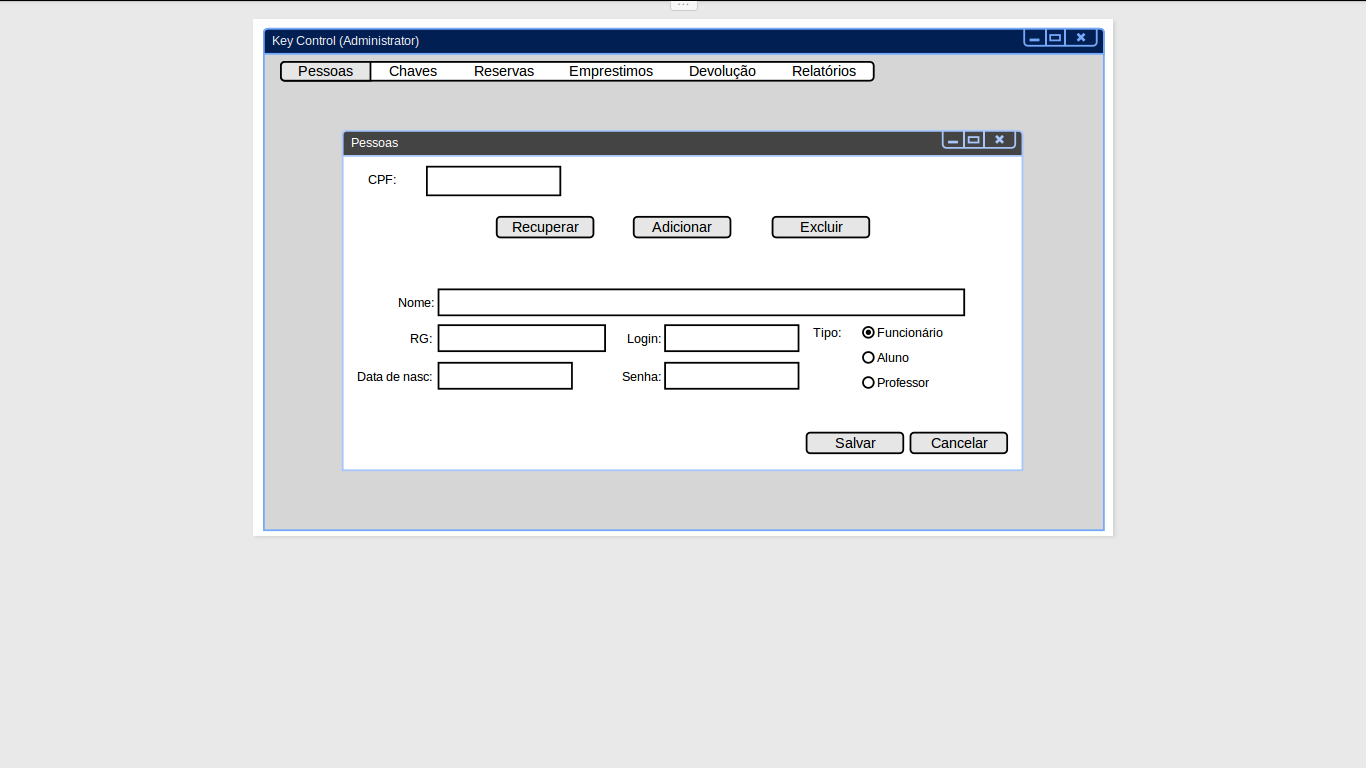 Key Control (Administrator)
Pessoas Chaves Reservas Emprestimos Devolução Relatórios
Pessoas
CPF:
Recuperar Adicionar Excluir
Nome:
RG: Login: Tipo: Funcionário
Aluno
Data de nasc: Senha: Professor
Salvar Cancelar